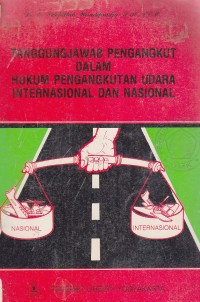 TANGGUNGJAWAB PENGANGKUT
DALAM
HUKUM PENGANGKUTAN UDARA
INTERNASIONAL DAN NASIONAL
NASIONAL
INTERNASIONAL